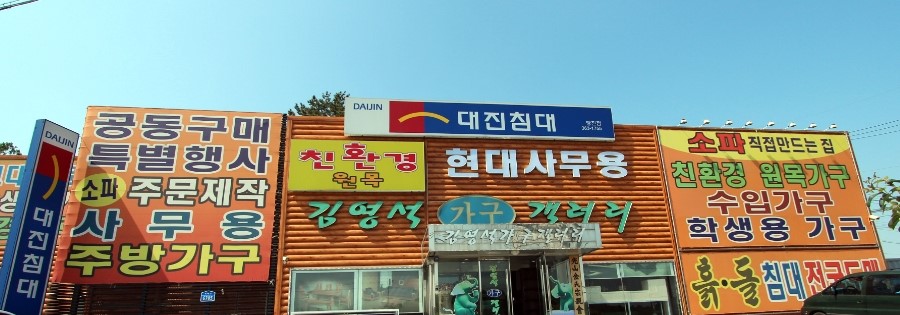 DAIJIN
대진침대
공동구매
특별행사
소파 주문제작
사무용
주방가구
친환경
원목
DAIJIN
대진침대
현대사무용
김영석 가구 갤러리
소파 직접만드는 집
친환경 원목가구
수입가구
학생용 가구
흙·돌침대 전국도매